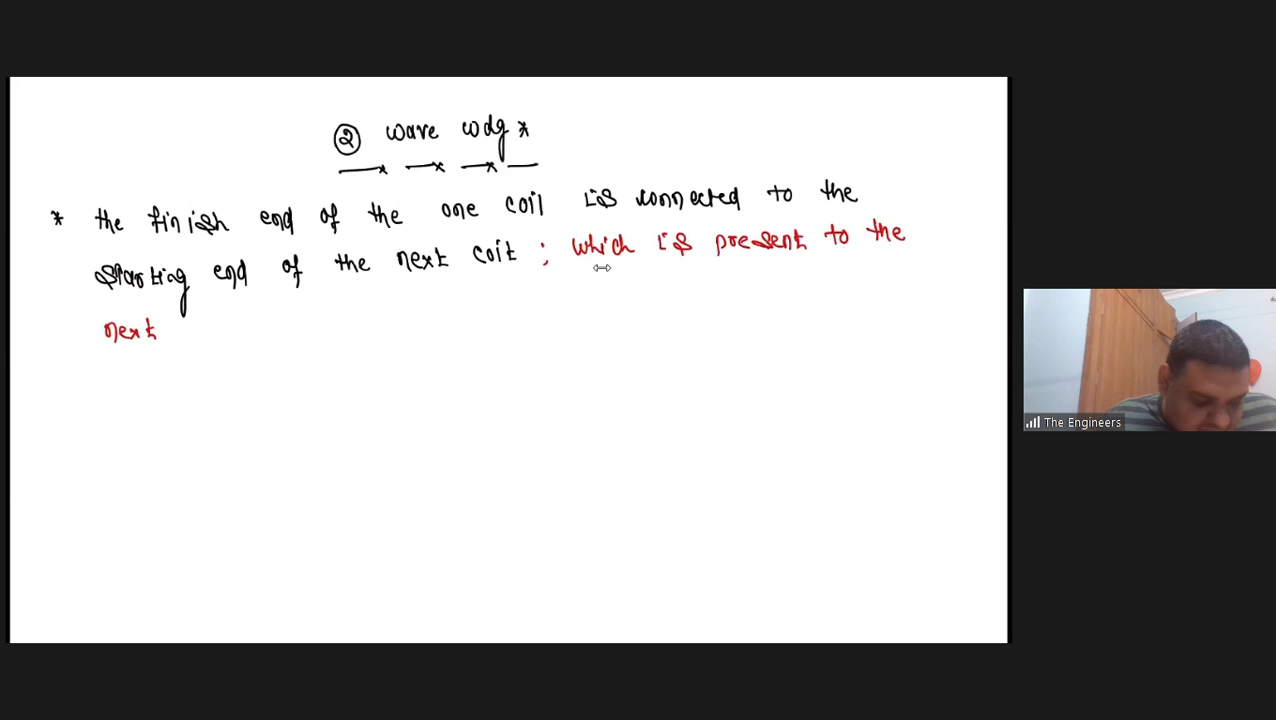 ② wave wdg *
* the finish end of the one coil is connected to the
starting end of the next coil ; which is present to the
next
The Engineers